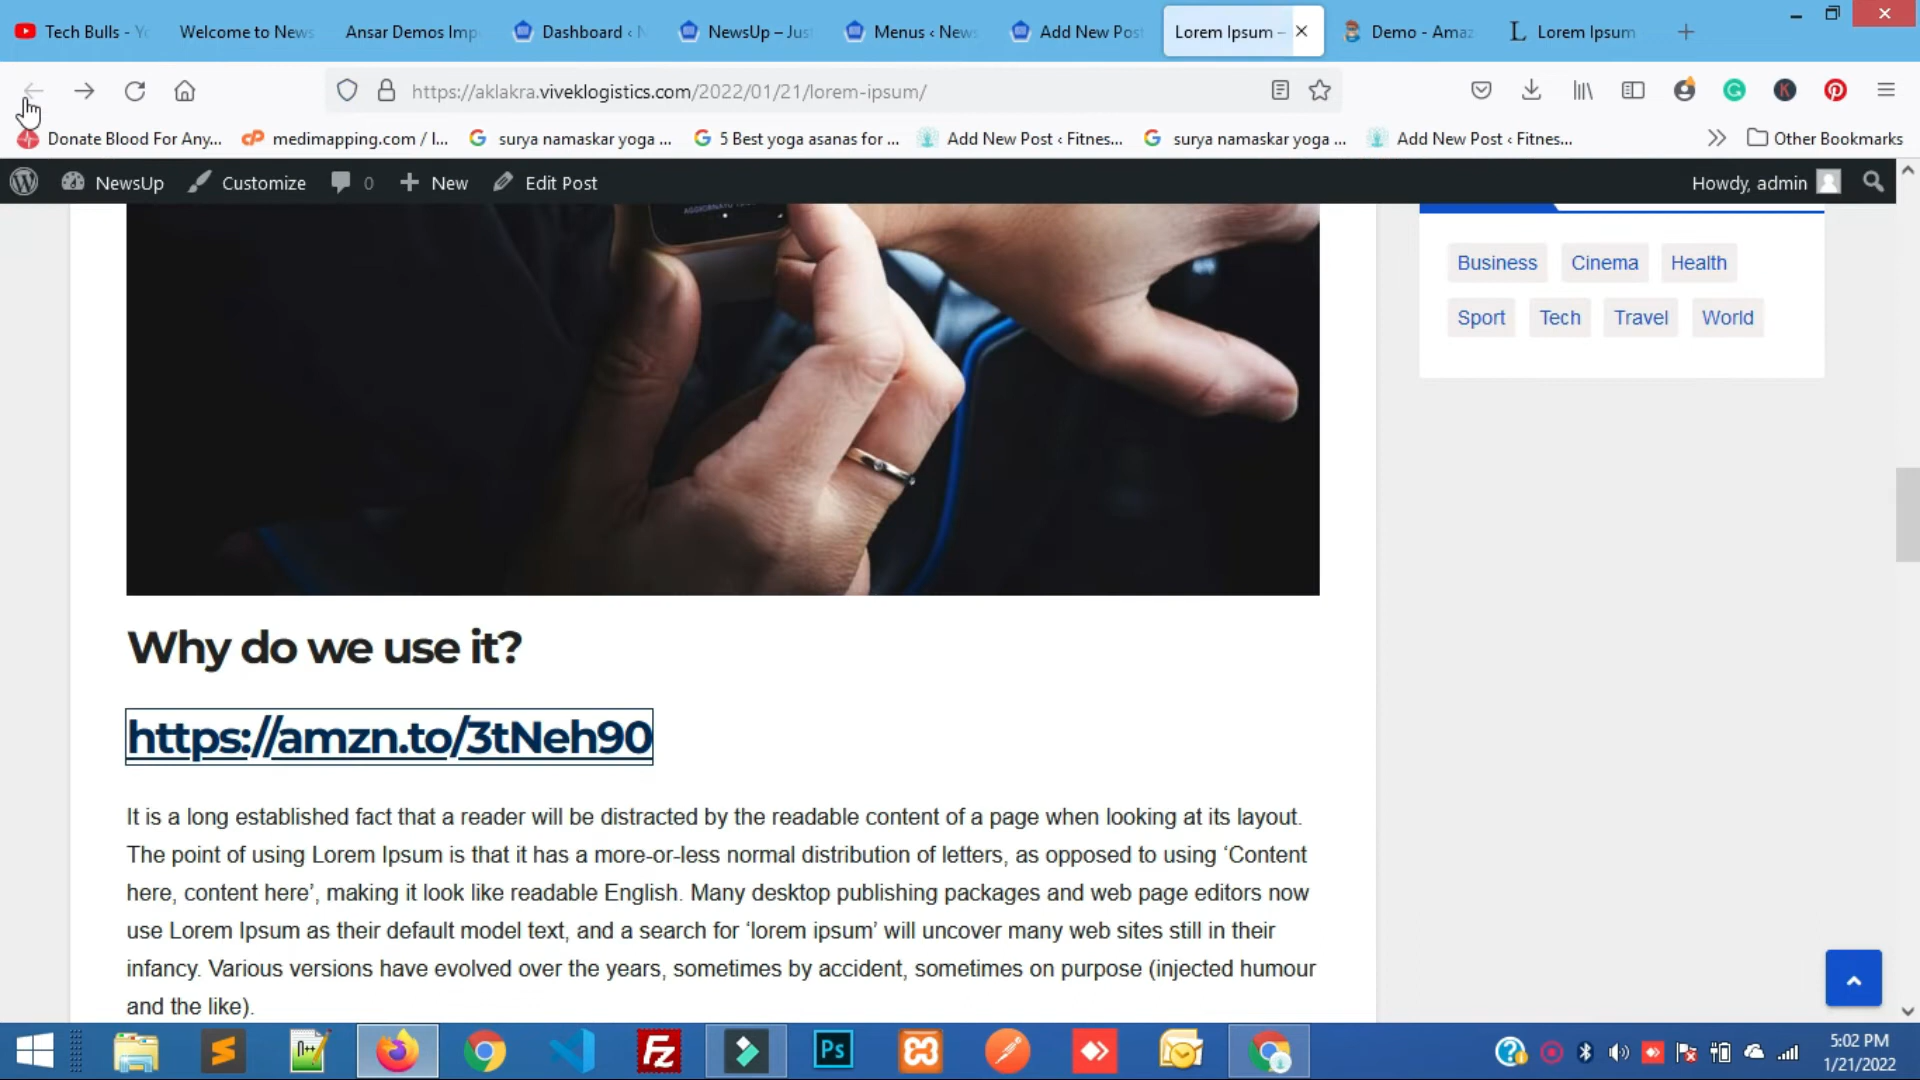 Tech Bulls - Y
Welcome to News
Ansar Demos Imp
Dashboard ‹ N
NewsUp – Jus
Menus ‹ News
Add New Pos
Lorem Ipsum –
Demo - Amaz
Lorem Ipsum
https://aklakra.viveklogistics.com/2022/01/21/lorem-ipsum/
Donate Blood For Any...
medimapping.com / l...
surya namaskar yoga ...
5 Best yoga asanas for ...
Add New Post ‹ Fitnes...
surya namaskar yoga ...
Add New Post ‹ Fitnes...
Other Bookmarks
NewsUp
Customize
0
New
Edit Post
Howdy, admin
Business Cinema Health
Sport Tech Travel World
Why do we use it?
https://amzn.to/3tNeh90
It is a long established fact that a reader will be distracted by the readable content of a page when looking at its layout.
The point of using Lorem Ipsum is that it has a more-or-less normal distribution of letters, as opposed to using ‘Content
here, content here’, making it look like readable English. Many desktop publishing packages and web page editors now
use Lorem Ipsum as their default model text, and a search for ‘lorem ipsum’ will uncover many web sites still in their
infancy. Various versions have evolved over the years, sometimes by accident, sometimes on purpose (injected humour
and the like).
5:02 PM
1/21/2022